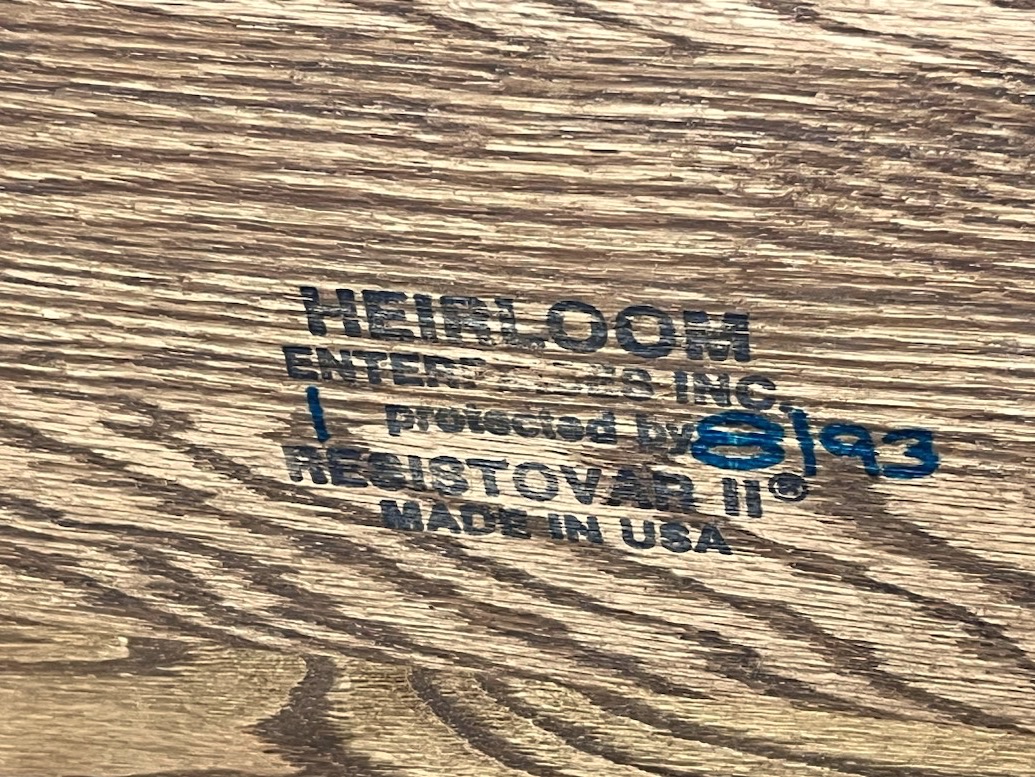 HEIRLOOM
ENTERPRISES INC.
1 protected by 8/93
RESISTOVAR II®
MADE IN USA